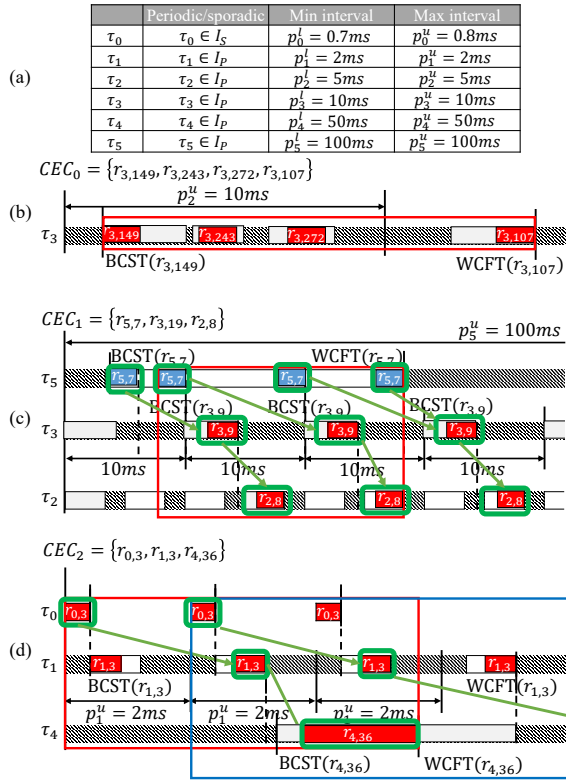 Periodic/sporadic Min interval Max interval
τ₀ τ₀ ∈ I_S p₀ˡ = 0.7ms p₀ᵘ = 0.8ms
τ₁ τ₁ ∈ I_P p₁ˡ = 2ms p₁ᵘ = 2ms
τ₂ τ₂ ∈ I_P p₂ˡ = 5ms p₂ᵘ = 5ms
τ₃ τ₃ ∈ I_P p₃ˡ = 10ms p₃ᵘ = 10ms
τ₄ τ₄ ∈ I_P p₄ˡ = 50ms p₄ᵘ = 50ms
τ₅ τ₅ ∈ I_P p₅ˡ = 100ms p₅ᵘ = 100ms
(a)
CEC₀ = {r₃,₁₄₉, r₃,₂₄₃, r₃,₂₇₂, r₃,₁₀₇}
p₂ᵘ = 10ms
(b)
τ₃ 3,149 r₃,₂₄₃ r₃,₂₇₂ r₃,₁₀₇
BCST(r₃,₁₄₉) WCFT(r₃,₁₀₇)
CEC₁ = {r₅,₇, r₃,₁₉, r₂,₈}
p₅ᵘ = 100ms
BCST(r₅,₇) WCFT(r₅,₇)
τ₅ r₅,₇ r₅,₇ r₅,₇ r₅,₇
BCST(r₃,₉) BCST(r₃,₉) BCST(r₃,₉)
(c)
τ₃ r₃,₉ r₃,₉ r₃,₉
10ms 10ms 10ms 10ms
τ₂ r₂,₈ r₂,₈ r₂,₈
CEC₂ = {r₀,₃, r₁,₃, r₄,₃₆}
τ₀ r₀,₃ r₀,₃ r₀,₃
(d)
τ₁ r₁,₃ r₁,₃ r₁,₃ r₁,₃
BCST(r₁,₃) WCFT(r₁,₃)
p₁ᵘ = 2ms p₁ᵘ = 2ms p₁ᵘ = 2ms
τ₄ r₄,₃₆
BCST(r₄,₃₆) WCFT(r₄,₃₆)